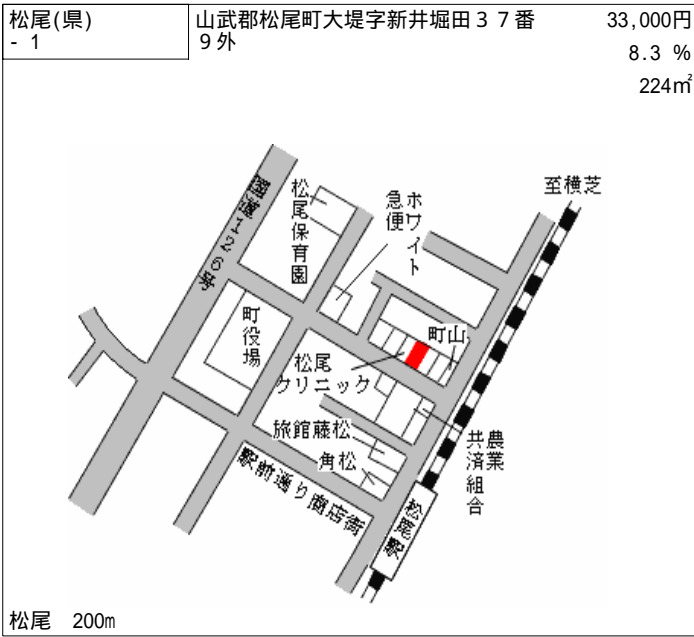 松尾(県)
- 1
山武郡松尾町大堤字新井堀田３７番
９外
33,000円
8.3 %
224㎡
至横芝
国道１２６号
松尾保育園
ホワイト
急便
町役場
町山
松尾
クリニック
旅館藤松
角松
農業
共済組合
駅前通り商店街
松尾駅
松尾 200m